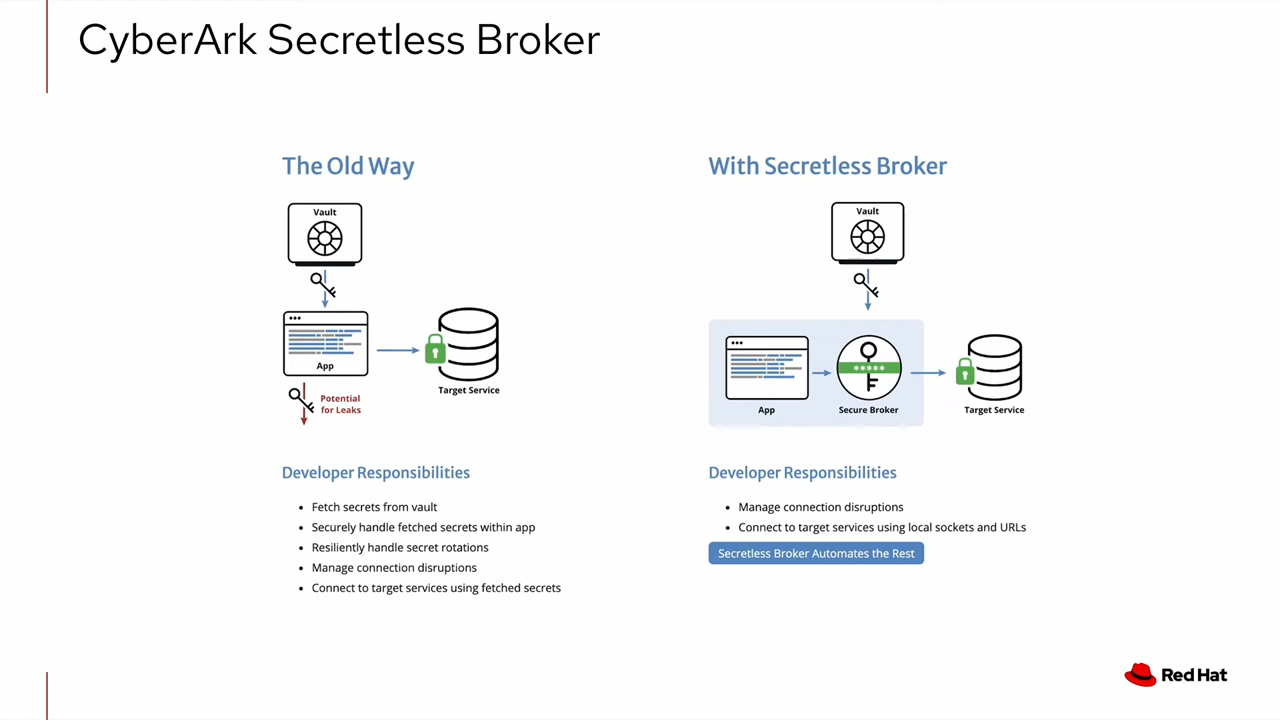 CyberArk Secretless Broker
The Old Way
Vault
App
Target Service
Potential
for Leaks
Developer Responsibilities
• Fetch secrets from vault
• Securely handle fetched secrets within app
• Resiliently handle secret rotations
• Manage connection disruptions
• Connect to target services using fetched secrets
With Secretless Broker
Vault
*****
App
Secure Broker
Target Service
Developer Responsibilities
• Manage connection disruptions
• Connect to target services using local sockets and URLs
Secretless Broker Automates the Rest
Red Hat